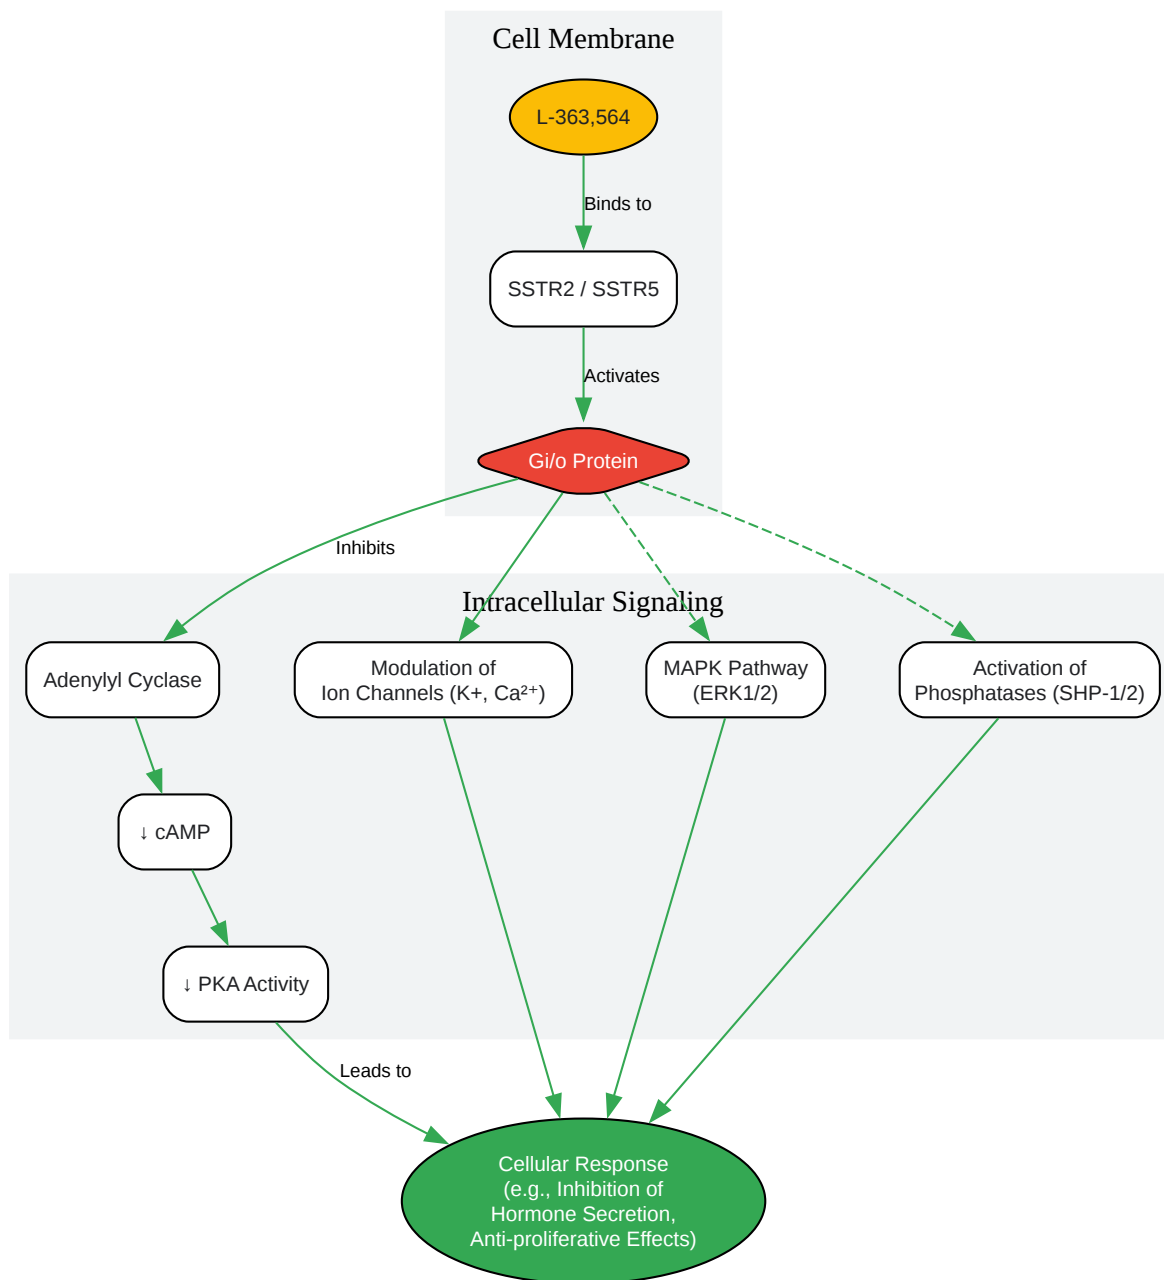 Cell Membrane
L-363,564
Binds to
SSTR2 / SSTR5
Activates
Gi/o Protein
Inhibits
Intracellular Signaling
Adenylyl Cyclase
Modulation of
Ion Channels (K+, Ca²⁺)
MAPK Pathway
(ERK1/2)
Activation of
Phosphatases (SHP-1/2)
↓ cAMP
↓ PKA Activity
Leads to
Cellular Response
(e.g., Inhibition of
Hormone Secretion,
Anti-proliferative Effects)